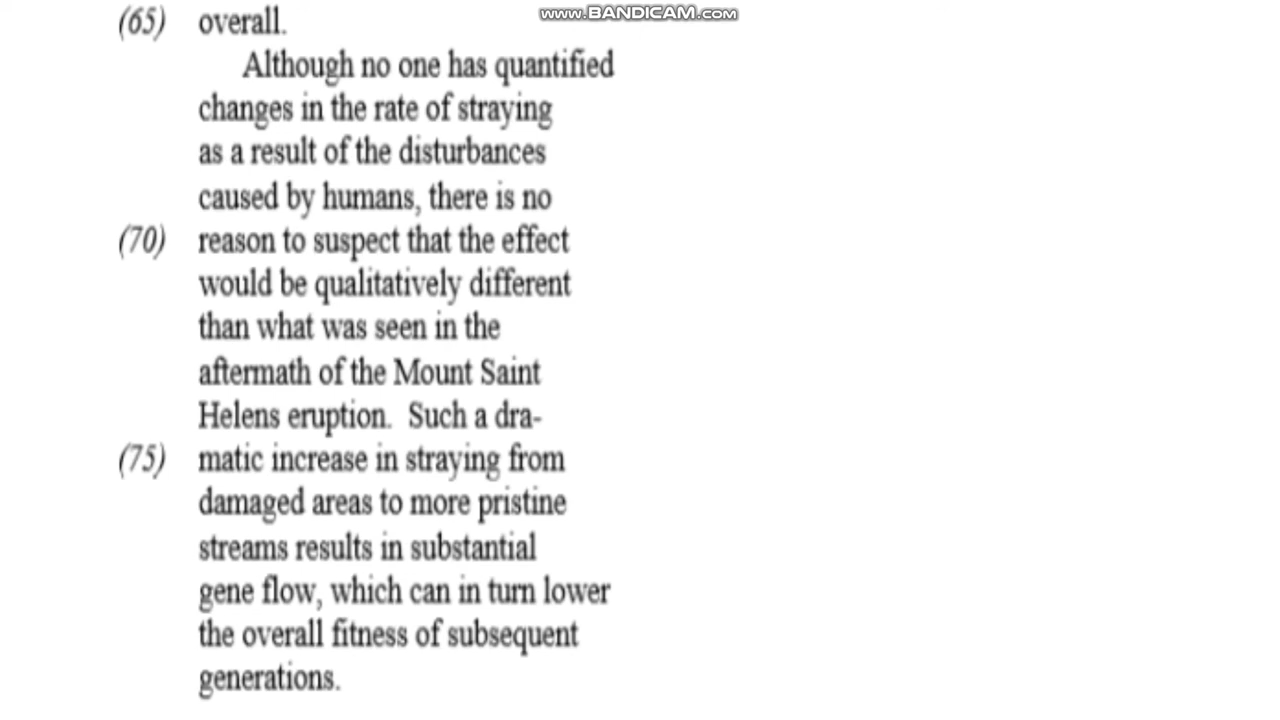 www.BANDICAM.com
(65) overall.
Although no one has quantified
changes in the rate of straying
as a result of the disturbances
caused by humans, there is no
(70) reason to suspect that the effect
would be qualitatively different
than what was seen in the
aftermath of the Mount Saint
Helens eruption. Such a dra-
(75) matic increase in straying from
damaged areas to more pristine
streams results in substantial
gene flow, which can in turn lower
the overall fitness of subsequent
generations.